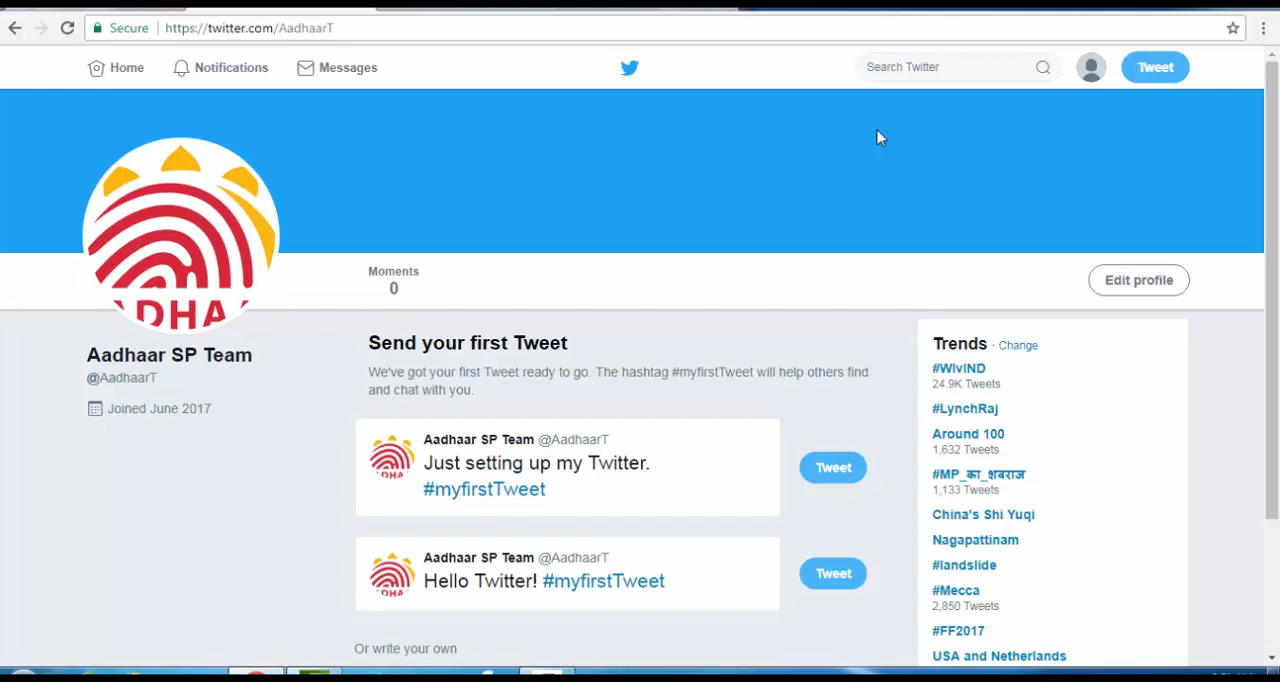 Secure https://twitter.com/AadhaarT
Home Notifications Messages Search Twitter Tweet
ADHA
Moments
0
Edit profile
Aadhaar SP Team
@AadhaarT
Joined June 2017
Send your first Tweet
We've got your first Tweet ready to go. The hashtag #myfirstTweet will help others find
and chat with you.
DHA
Aadhaar SP Team @AadhaarT
Just setting up my Twitter.
#myfirstTweet
Tweet
DHA
Aadhaar SP Team @AadhaarT
Hello Twitter! #myfirstTweet
Tweet
Or write your own
Trends · Change
#WIvIND
24.9K Tweets
#LynchRaj
Around 100
1,632 Tweets
#MP_का_शवराज
1,133 Tweets
China's Shi Yuqi
Nagapattinam
#landslide
#Mecca
2,850 Tweets
#FF2017
USA and Netherlands